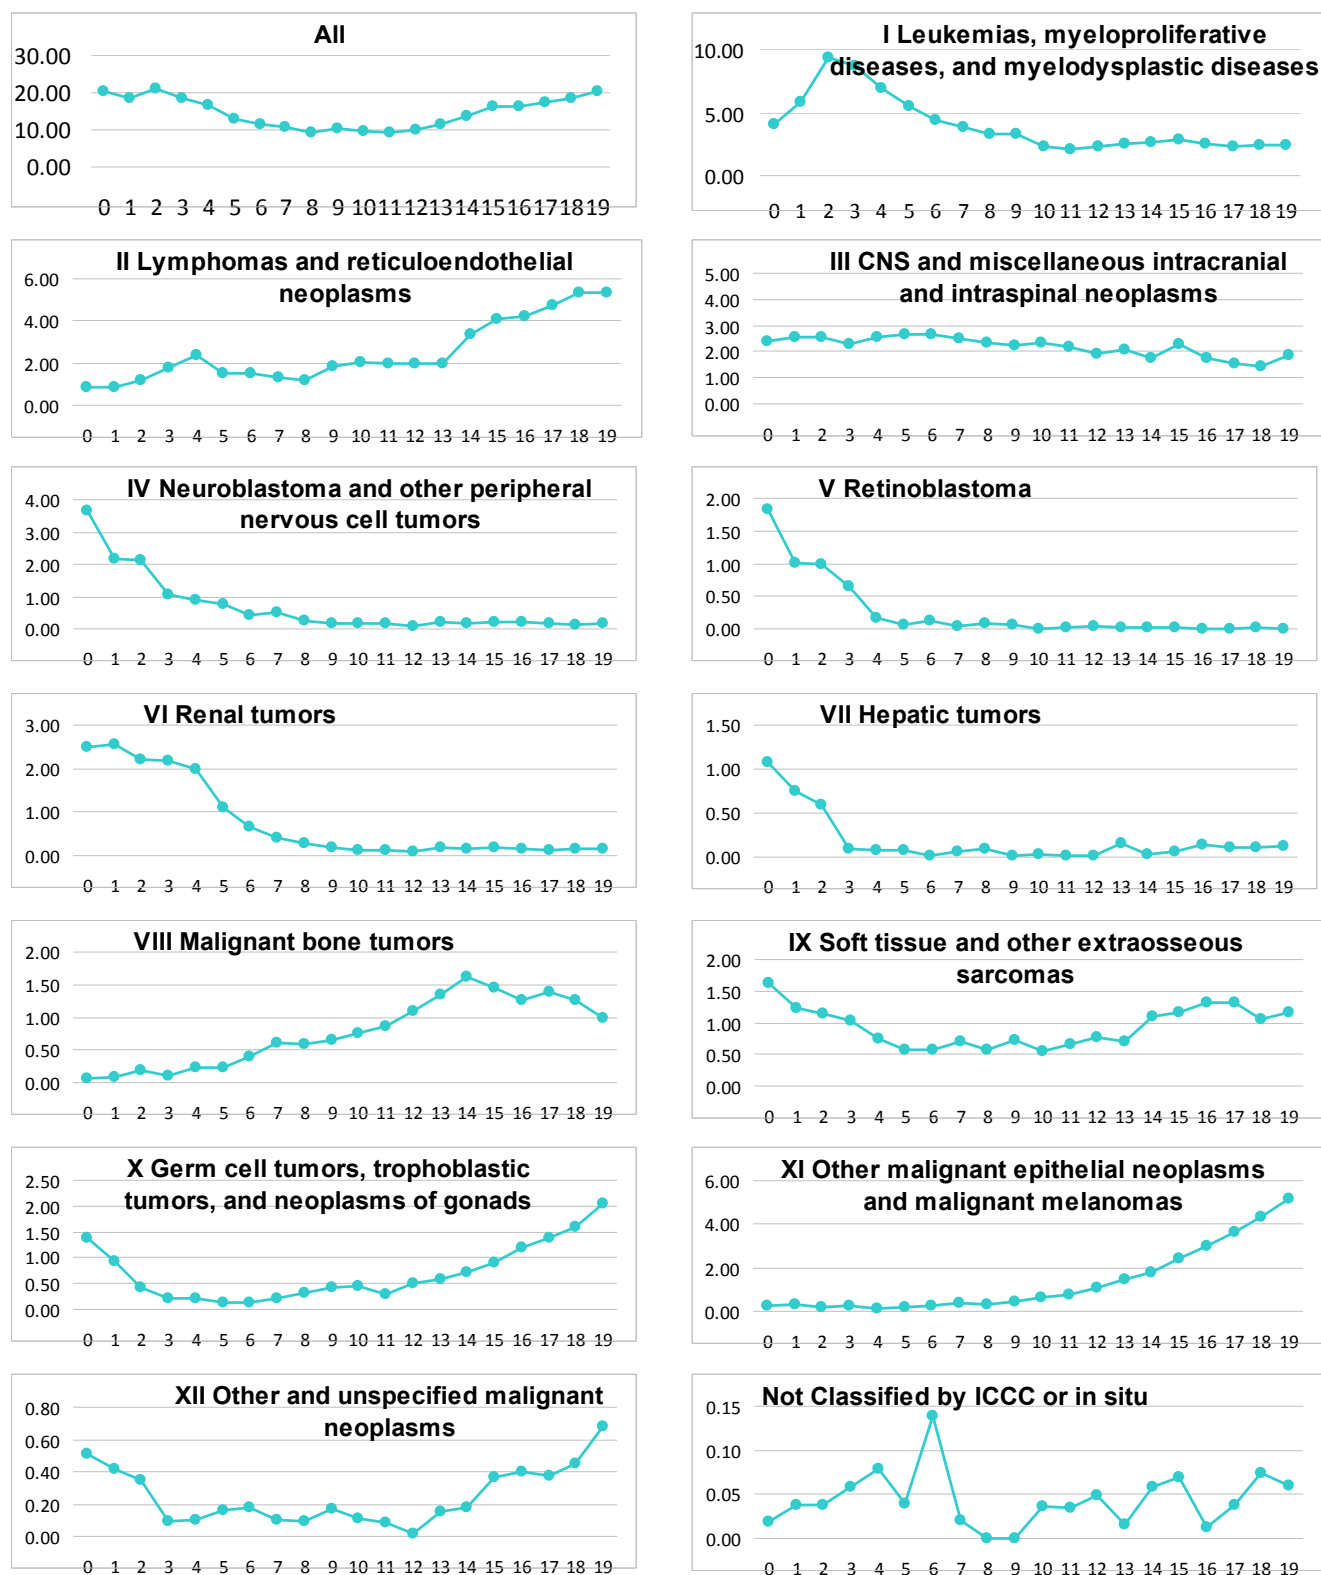 All
30.00
20.00
10.00
0.00
0 1 2 3 4 5 6 7 8 9 10 11 12 13 14 15 16 17 18 19
I Leukemias, myeloproliferative
diseases, and myelodysplastic diseases
10.00
5.00
0.00
0 1 2 3 4 5 6 7 8 9 10 11 12 13 14 15 16 17 18 19
II Lymphomas and reticuloendothelial
neoplasms
6.00
4.00
2.00
0.00
0 1 2 3 4 5 6 7 8 9 10 11 12 13 14 15 16 17 18 19
III CNS and miscellaneous intracranial
and intraspinal neoplasms
5.00
4.00
3.00
2.00
1.00
0.00
0 1 2 3 4 5 6 7 8 9 10 11 12 13 14 15 16 17 18 19
IV Neuroblastoma and other peripheral
nervous cell tumors
4.00
3.00
2.00
1.00
0.00
0 1 2 3 4 5 6 7 8 9 10 11 12 13 14 15 16 17 18 19
V Retinoblastoma
2.00
1.50
1.00
0.50
0.00
0 1 2 3 4 5 6 7 8 9 10 11 12 13 14 15 16 17 18 19
VI Renal tumors
3.00
2.00
1.00
0.00
0 1 2 3 4 5 6 7 8 9 10 11 12 13 14 15 16 17 18 19
VII Hepatic tumors
1.50
1.00
0.50
0.00
0 1 2 3 4 5 6 7 8 9 10 11 12 13 14 15 16 17 18 19
VIII Malignant bone tumors
2.00
1.50
1.00
0.50
0.00
0 1 2 3 4 5 6 7 8 9 10 11 12 13 14 15 16 17 18 19
IX Soft tissue and other extraosseous
sarcomas
2.00
1.50
1.00
0.50
0.00
0 1 2 3 4 5 6 7 8 9 10 11 12 13 14 15 16 17 18 19
X Germ cell tumors, trophoblastic
tumors, and neoplasms of gonads
2.50
2.00
1.50
1.00
0.50
0.00
0 1 2 3 4 5 6 7 8 9 10 11 12 13 14 15 16 17 18 19
XI Other malignant epithelial neoplasms
and malignant melanomas
6.00
4.00
2.00
0.00
0 1 2 3 4 5 6 7 8 9 10 11 12 13 14 15 16 17 18 19
XII Other and unspecified malignant
neoplasms
0.80
0.60
0.40
0.20
0.00
0 1 2 3 4 5 6 7 8 9 10 11 12 13 14 15 16 17 18 19
Not Classified by ICCC or in situ
0.15
0.10
0.05
0.00
0 1 2 3 4 5 6 7 8 9 10 11 12 13 14 15 16 17 18 19